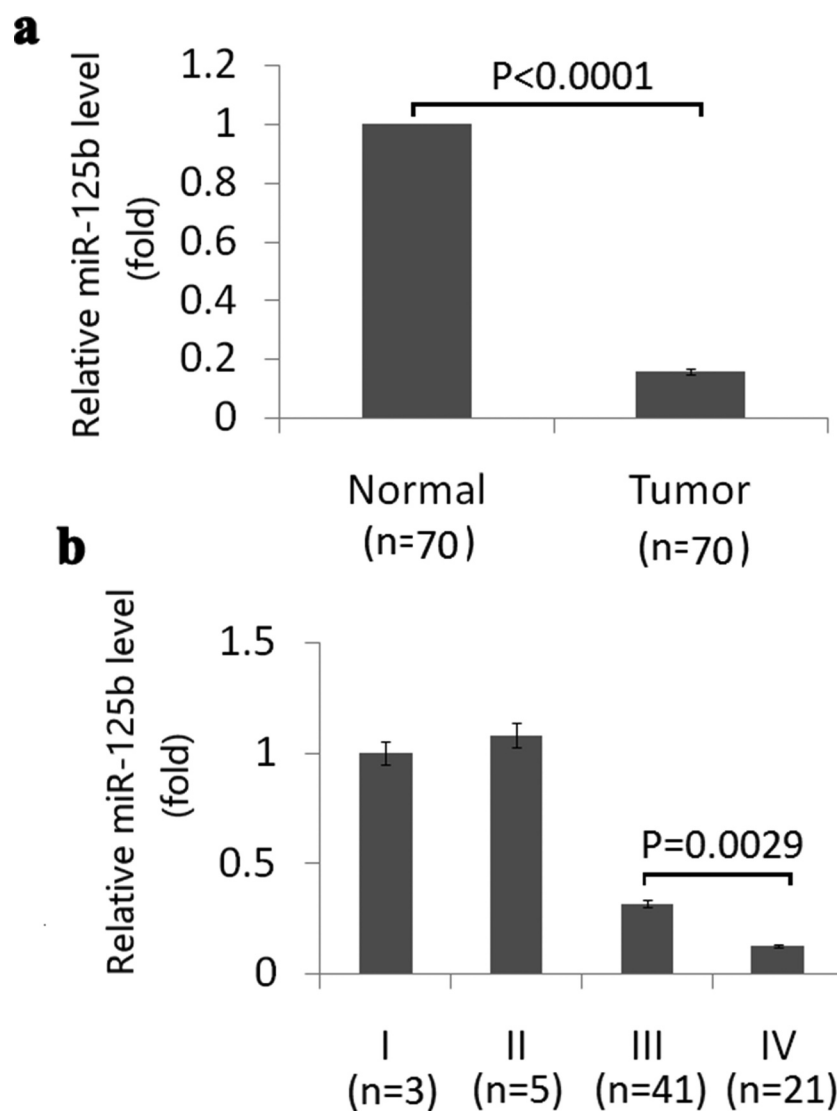 a
Relative miR-125b level
(fold)
1.2
1
0.8
0.6
0.4
0.2
0
P<0.0001
Normal
(n=70)
Tumor
(n=70)
b
Relative miR-125b level
(fold)
1.5
1
0.5
0
P=0.0029
I
(n=3)
II
(n=5)
III
(n=41)
IV
(n=21)